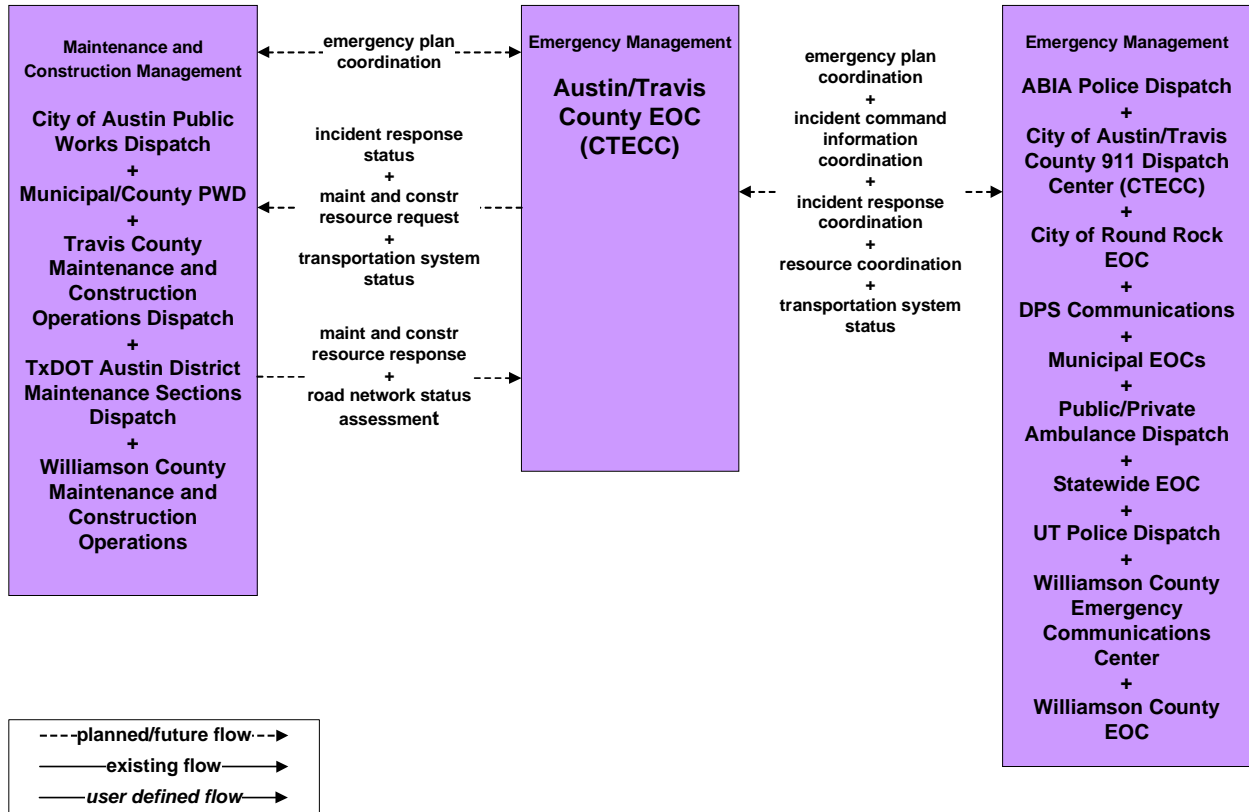 Maintenance and
Construction Management
City of Austin Public
Works Dispatch
+
Municipal/County PWD
+
Travis County
Maintenance and
Construction
Operations Dispatch
+
TxDOT Austin District
Maintenance Sections
Dispatch
+
Williamson County
Maintenance and
Construction
Operations
emergency plan
coordination
incident response
status
+
maint and constr
resource request
+
transportation system
status
maint and constr
resource response
+
road network status
assessment
Emergency Management
Austin/Travis
County EOC
(CTECC)
emergency plan
coordination
+
incident command
information
coordination
+
incident response
coordination
+
resource coordination
+
transportation system
status
Emergency Management
ABIA Police Dispatch
+
City of Austin/Travis
County 911 Dispatch
Center (CTECC)
+
City of Round Rock
EOC
+
DPS Communications
+
Municipal EOCs
+
Public/Private
Ambulance Dispatch
+
Statewide EOC
+
UT Police Dispatch
+
Williamson County
Emergency
Communications
Center
+
Williamson County
EOC
planned/future flow
existing flow
user defined flow